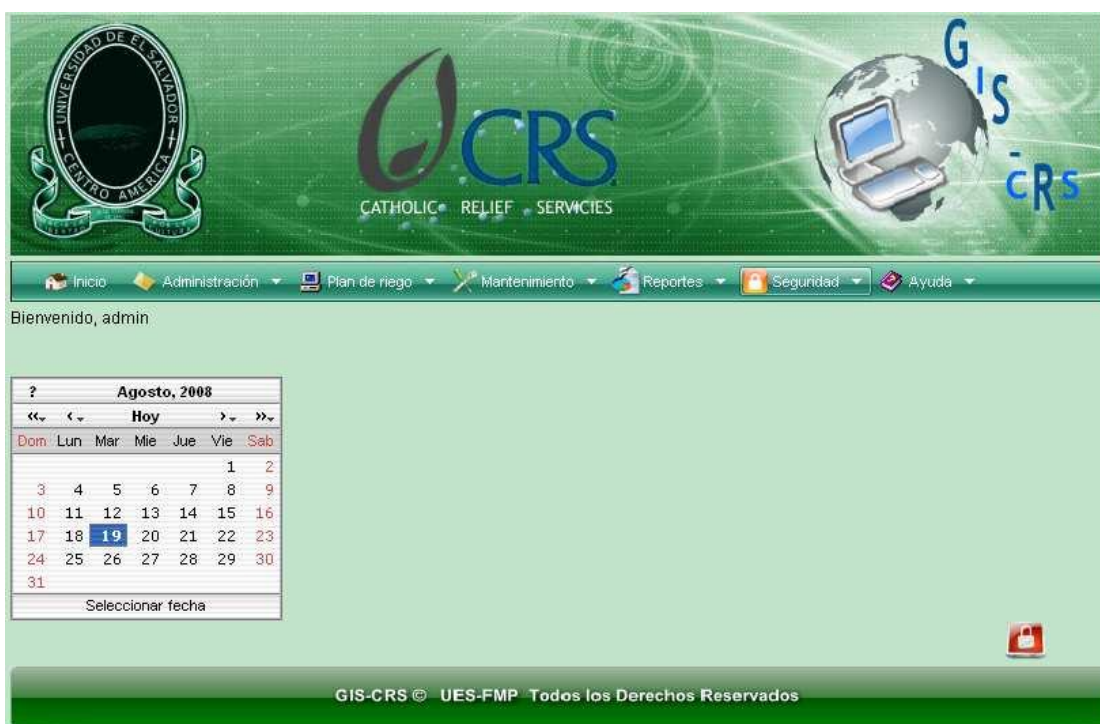 UNIVERSIDAD DE EL SALVADOR
CENTRO AMERICA
CRS
CATHOLIC RELIEF SERVICIES
GIS-CRS
Inicio Administración Plan de riego Mantenimiento Reportes Seguridad Ayuda
Bienvenido, admin
? Agosto, 2008
« ‹ Hoy › »
Dom Lun Mar Mie Jue Vie Sab
1 2
3 4 5 6 7 8 9
10 11 12 13 14 15 16
17 18 19 20 21 22 23
24 25 26 27 28 29 30
31
Seleccionar fecha
GIS-CRS © UES-FMP Todos los Derechos Reservados